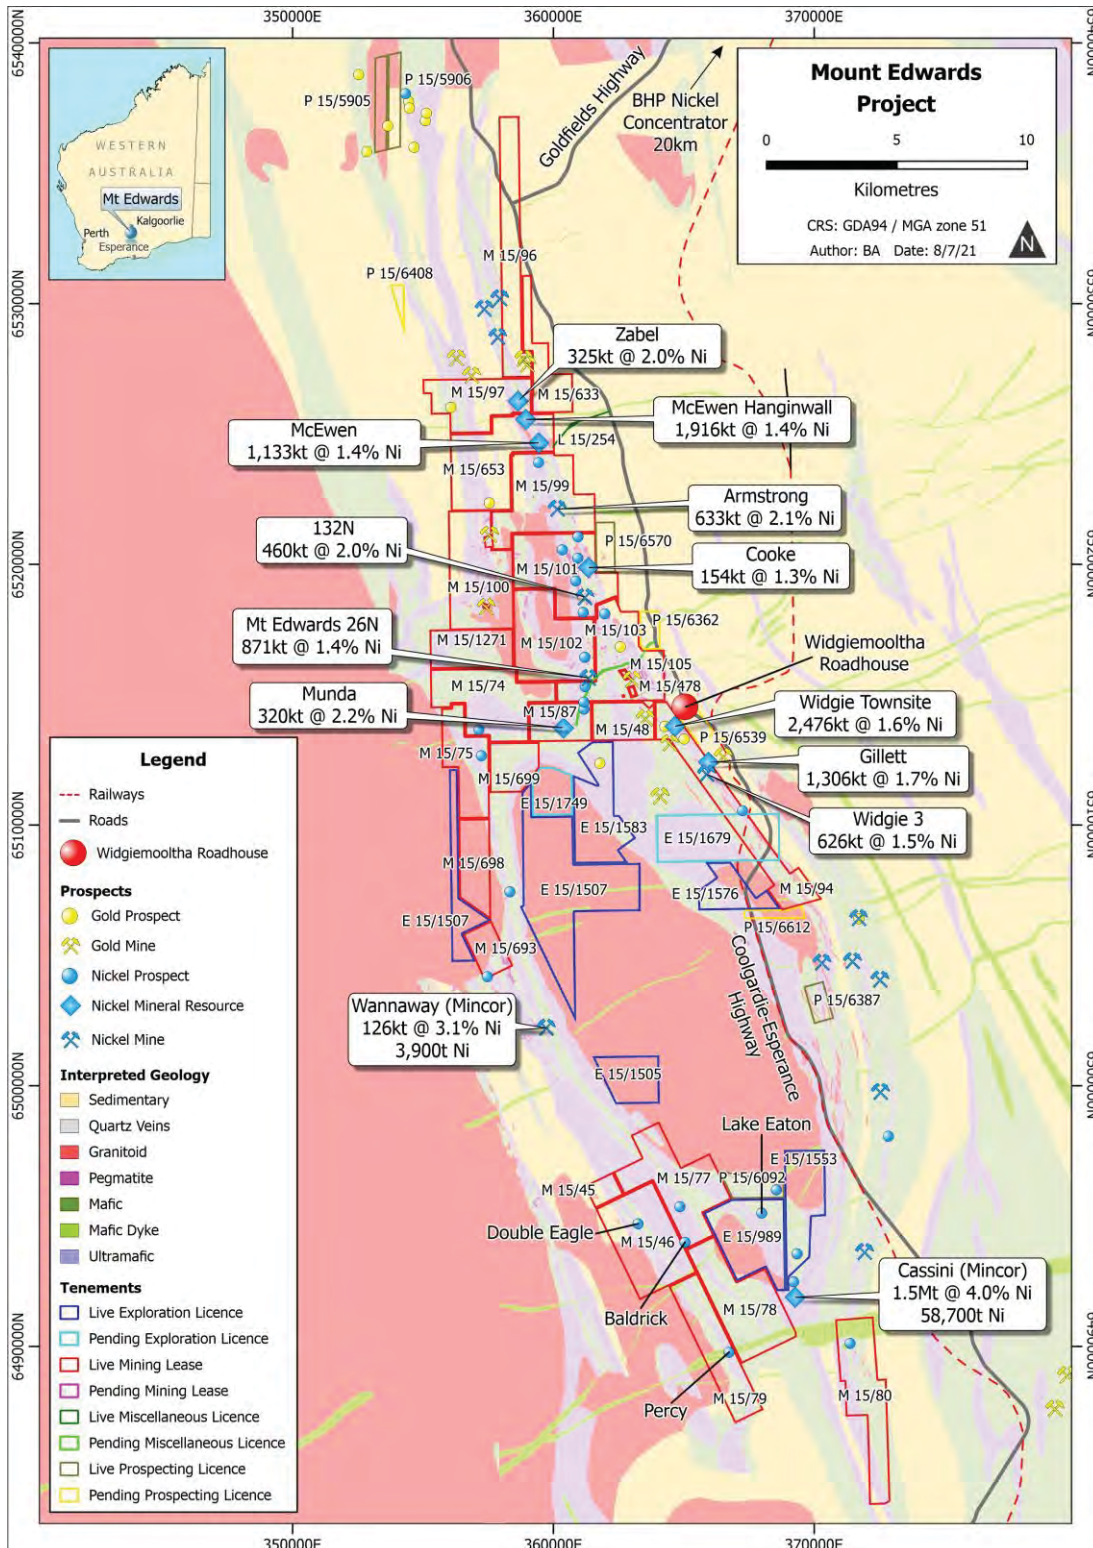 350000E
360000E
370000E
6540000N
6530000N
6520000N
6510000N
6500000N
6490000N
6540000N
6530000N
6520000N
6510000N
6500000N
6490000N
WESTERN
AUSTRALIA
Mt Edwards
Kalgoorlie
Perth
Esperance
Mount Edwards
Project
0
5
10
Kilometres
CRS: GDA94 / MGA zone 51
Author: BA Date: 8/7/21
N
P 15/5906
P 15/5905
Goldfields Highway
BHP Nickel
Concentrator
20km
M 15/96
P 15/6408
Zabel
325kt @ 2.0% Ni
M 15/97
M 15/633
McEwen Hanginwall
1,916kt @ 1.4% Ni
McEwen
1,133kt @ 1.4% Ni
L 15/254
M 15/653
M 15/99
Armstrong
633kt @ 2.1% Ni
132N
460kt @ 2.0% Ni
P 15/6570
Cooke
154kt @ 1.3% Ni
M 15/101
M 15/100
Mt Edwards 26N
871kt @ 1.4% Ni
P 15/6362
M 15/103
M 15/1271
M 15/102
Widgiemooltha
Roadhouse
M 15/105
M 15/74
M 15/478
Munda
320kt @ 2.2% Ni
M 15/87
M 15/48
Widgie Townsite
2,476kt @ 1.6% Ni
P 15/6539
M 15/75
M 15/699
Gillett
1,306kt @ 1.7% Ni
E 15/1749
E 15/1583
Widgie 3
626kt @ 1.5% Ni
E 15/1679
M 15/698
E 15/1507
E 15/1576
M 15/94
E 15/1507
P 15/6612
M 15/693
Coolgardie-Esperance
Highway
P 15/6387
Wannaway (Mincor)
126kt @ 3.1% Ni
3,900t Ni
E 15/1505
Lake Eaton
E 15/1553
M 15/77
P 15/6092
M 15/45
Double Eagle
M 15/46
E 15/989
Cassini (Mincor)
1.5Mt @ 4.0% Ni
58,700t Ni
Baldrick
M 15/78
Percy
M 15/79
M 15/80
Legend
Railways
Roads
Widgiemooltha Roadhouse
Prospects
Gold Prospect
Gold Mine
Nickel Prospect
Nickel Mineral Resource
Nickel Mine
Interpreted Geology
Sedimentary
Quartz Veins
Granitoid
Pegmatite
Mafic
Mafic Dyke
Ultramafic
Tenements
Live Exploration Licence
Pending Exploration Licence
Live Mining Lease
Pending Mining Lease
Live Miscellaneous Licence
Pending Miscellaneous Licence
Live Prospecting Licence
Pending Prospecting Licence
350000E
360000E
370000E